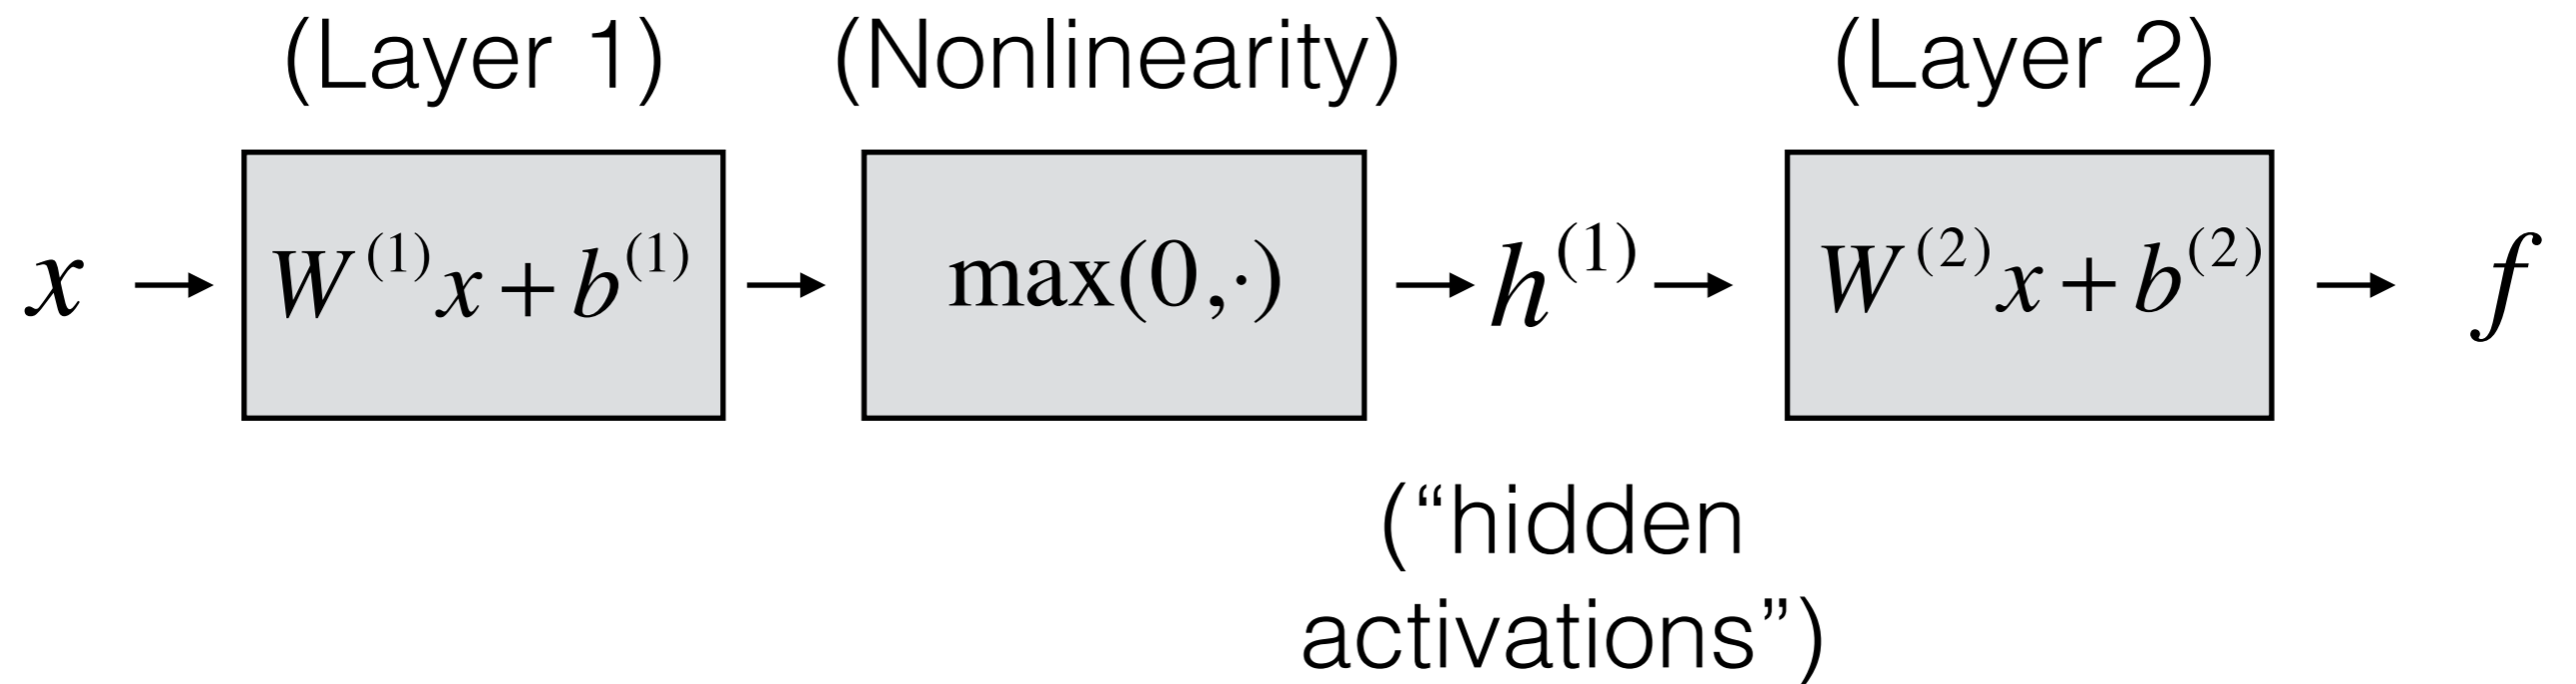 (Layer 1) (Nonlinearity) (Layer 2)
x → W⁽¹⁾x + b⁽¹⁾ → max(0,·) → h⁽¹⁾ → W⁽²⁾x + b⁽²⁾ → f
(“hidden
activations”)